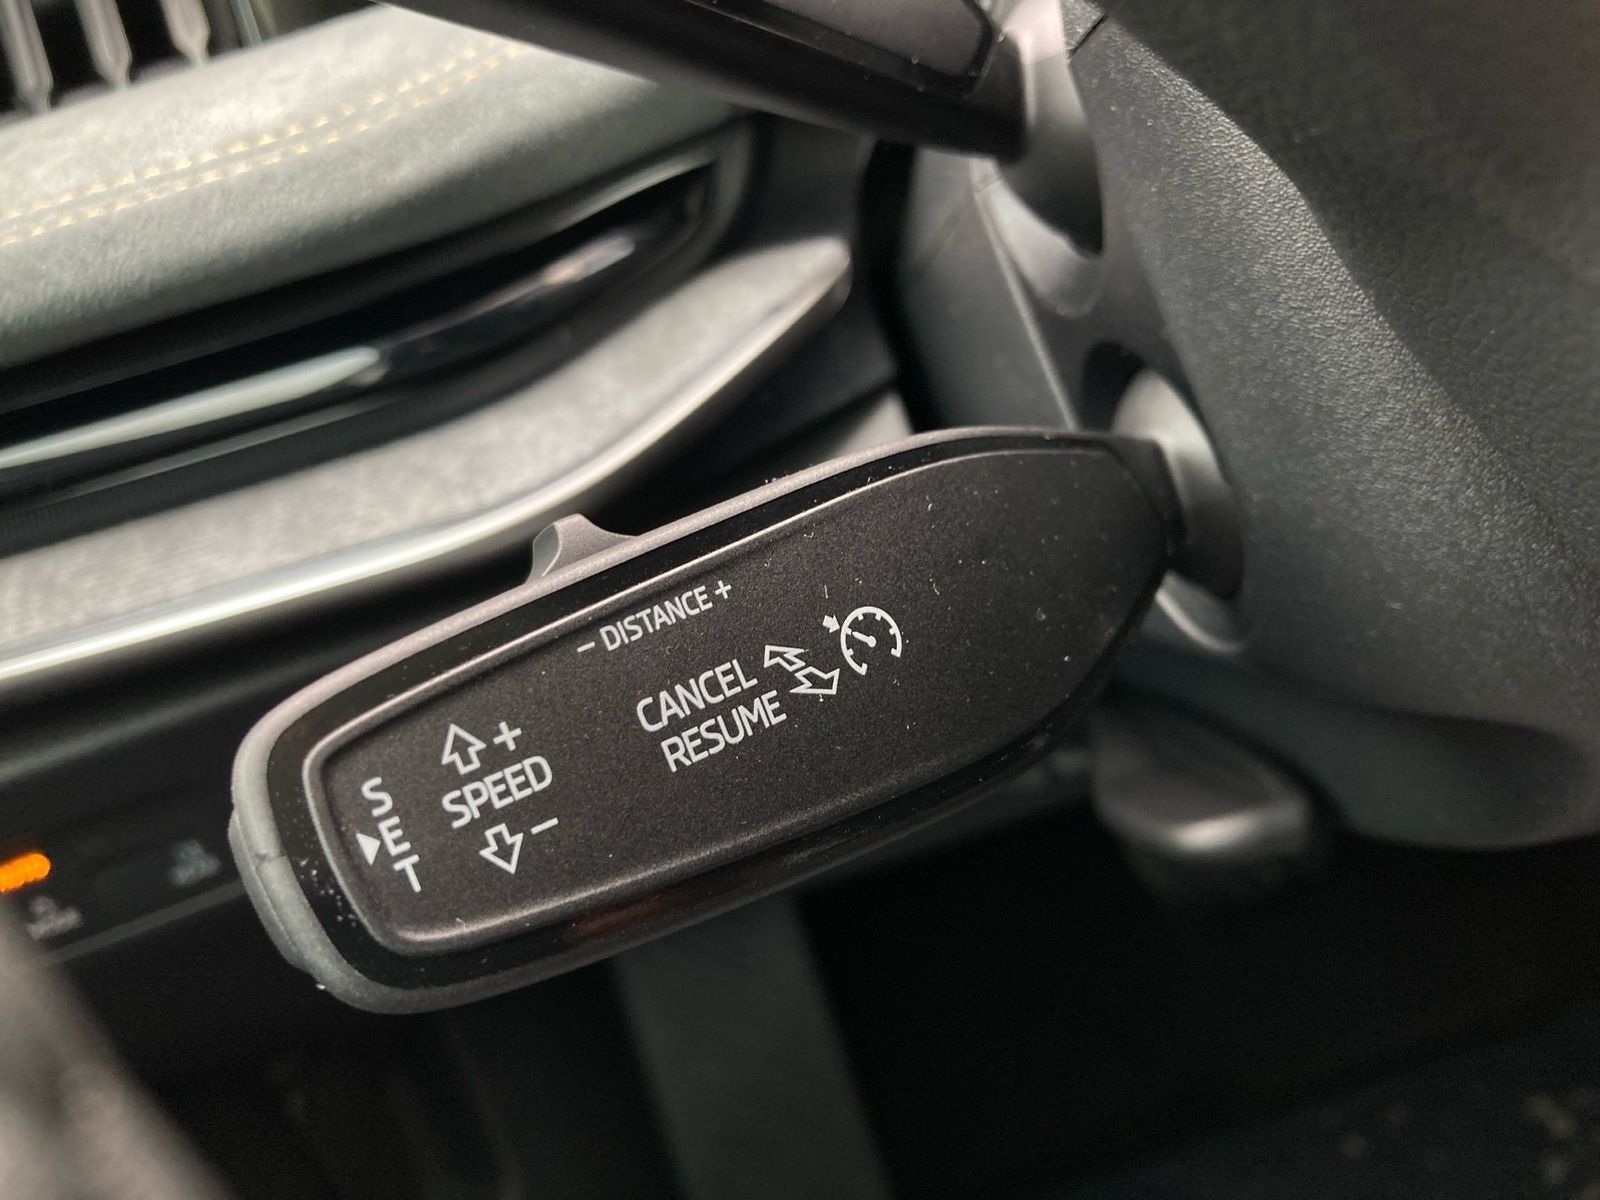 − DISTANCE +
CANCEL
RESUME
+
SPEED
−
SET